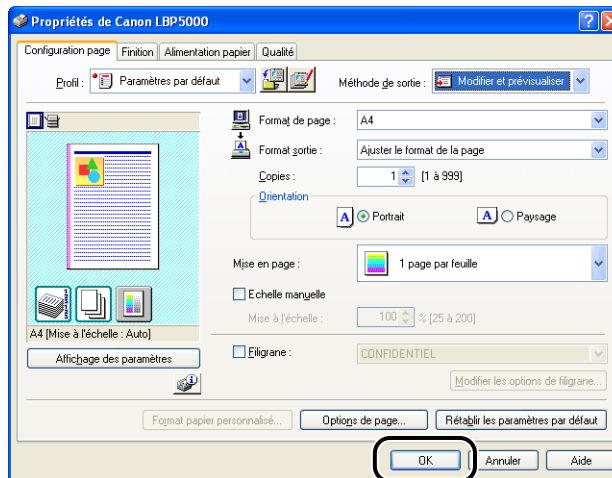 Propriétés de Canon LBP5000
Configuration page Finition Alimentation papier Qualité
Profil : Paramètres par défaut Méthode de sortie : Modifier et prévisualiser
Format de page : A4
Format sortie : Ajuster le format de la page
Copies : 1 [1 à 999]
Orientation
A Portrait A Paysage
Mise en page : 1 page par feuille
Echelle manuelle
Mise à l'échelle : 100 % [25 à 200]
A4 [Mise à l'échelle : Auto]
Affichage des paramètres
Filigrane : CONFIDENTIEL
Modifier les options de filigrane...
Format papier personnalisé... Options de page... Rétablir les paramètres par défaut
OK Annuler Aide